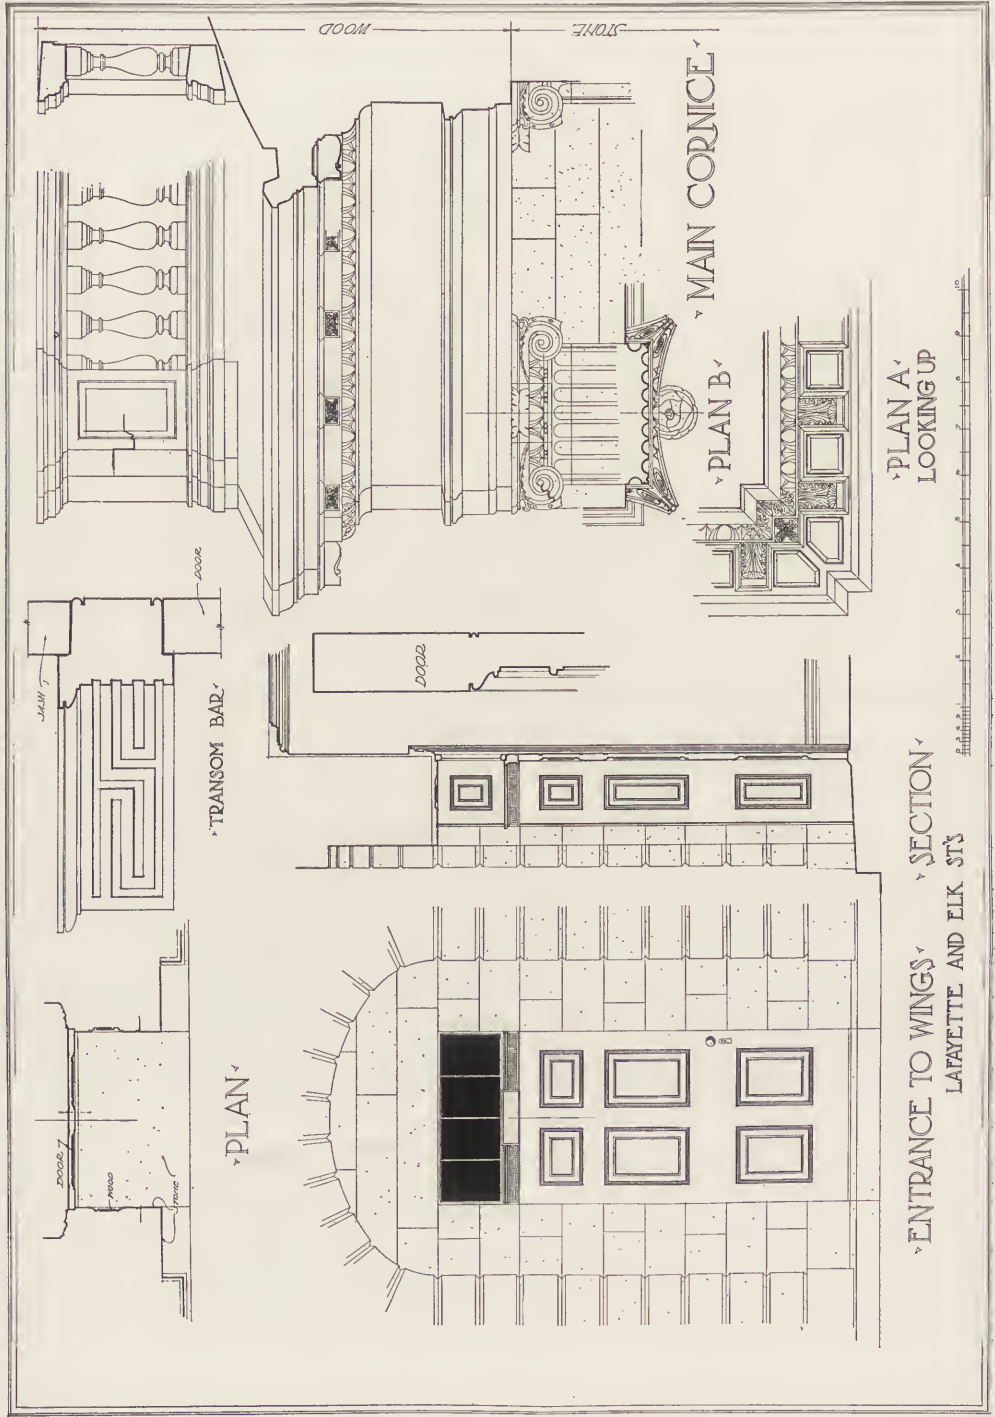 WOOD
STONE
SASH
DOOR
TRANSOM BAR
DOOR
MAIN CORNICE
PLAN B
PLAN A
LOOKING UP
DOOR
WOOD
STONE
PLAN
ENTRANCE TO WINGS
SECTION
LAFAYETTE AND ELK ST'S